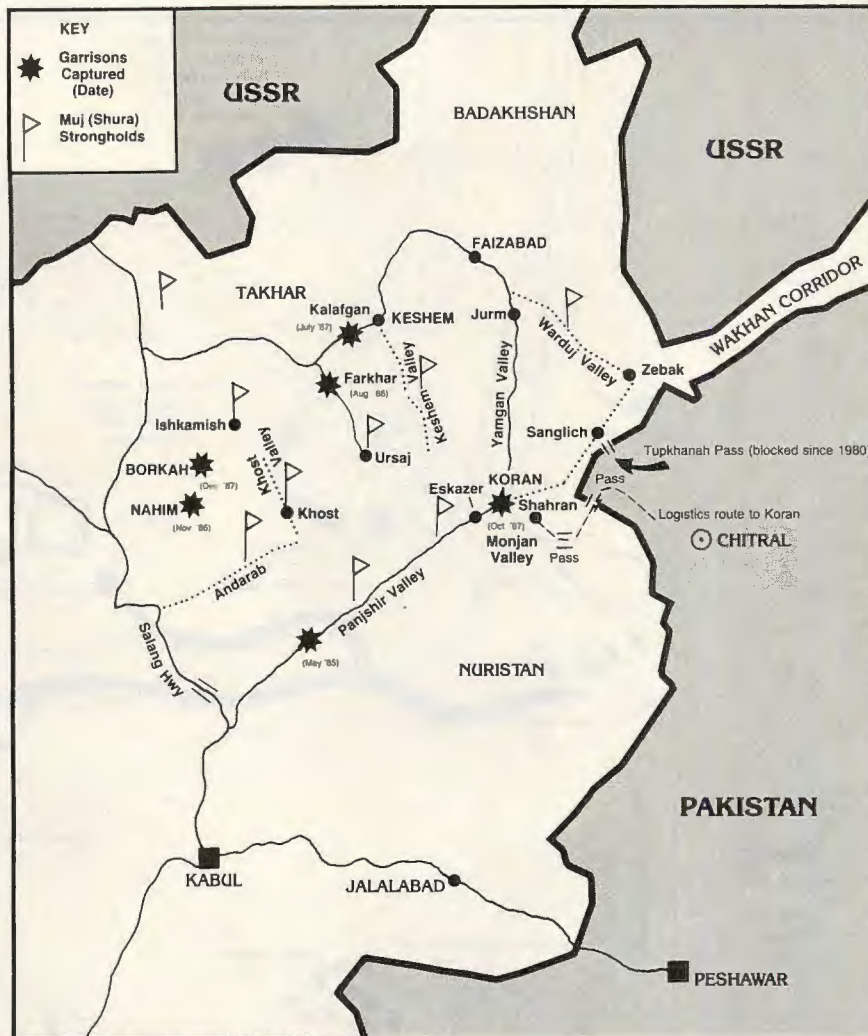 KEY
Garrisons
Captured
(Date)
Muj (Shura)
Strongholds
USSR
BADAKHSHAN
USSR
WAKHAN CORRIDOR
FAIZABAD
TAKHAR
Kalafgan
(July '87)
KESHEM
Jurm
Warduj Valley
Zebak
Farkhar
(Aug '86)
Keshem Valley
Yamgan Valley
Ishkamish
Ursaj
Sanglich
Tupkhanah Pass (blocked since 1980)
BORKAH
(Dec '87)
Khost
Valley
KORAN
Pass
NAHIM
(Nov '86)
Khost
Eskazer
Shahran
Logistics route to Koran
(Oct '87)
Monjan
Valley
Pass
CHITRAL
Andarab
Panjshir Valley
(May '85)
Salang Hwy
NURISTAN
PAKISTAN
KABUL
JALALABAD
PESHAWAR